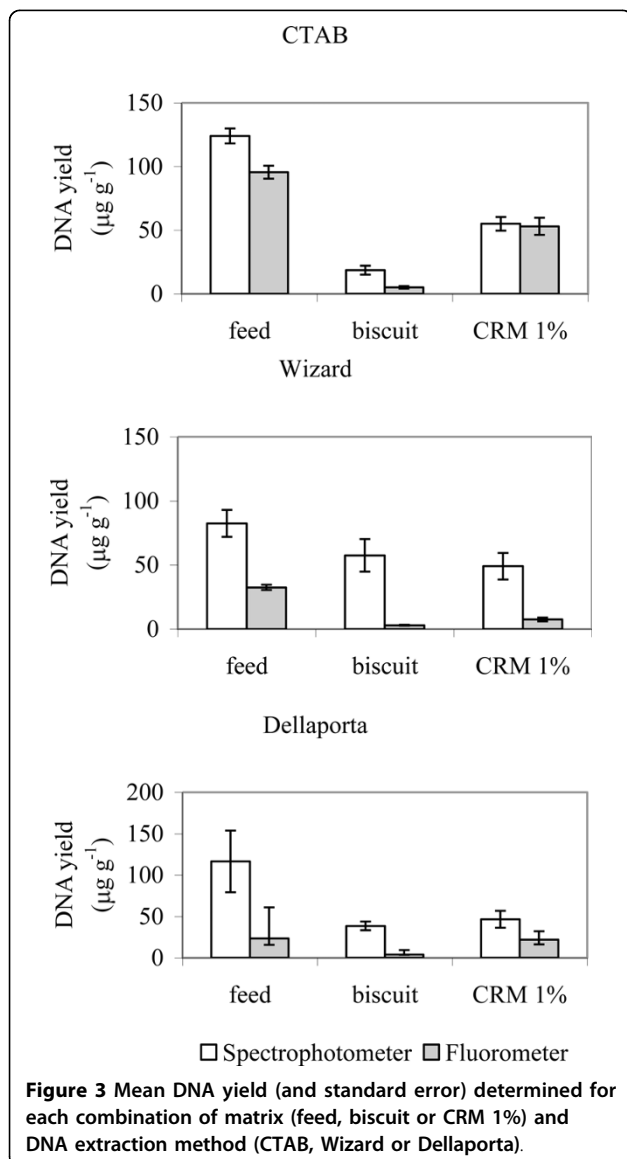 CTAB
DNA yield
(µg g-1)
150
100
50
0
feed biscuit CRM 1%
Wizard
DNA yield
(µg g-1)
150
100
50
0
feed biscuit CRM 1%
Dellaporta
DNA yield
(µg g-1)
200
150
100
50
0
feed biscuit CRM 1%
Spectrophotometer Fluorometer
Figure 3 Mean DNA yield (and standard error) determined for
each combination of matrix (feed, biscuit or CRM 1%) and
DNA extraction method (CTAB, Wizard or Dellaporta).